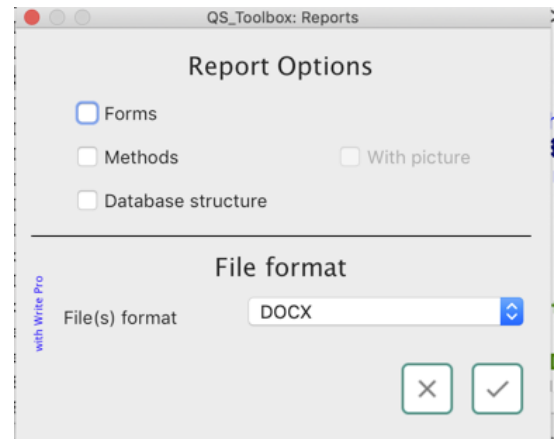 QS_Toolbox: Reports
Report Options
Forms
Methods
With picture
Database structure
File format
with Write Pro
File(s) format
DOCX